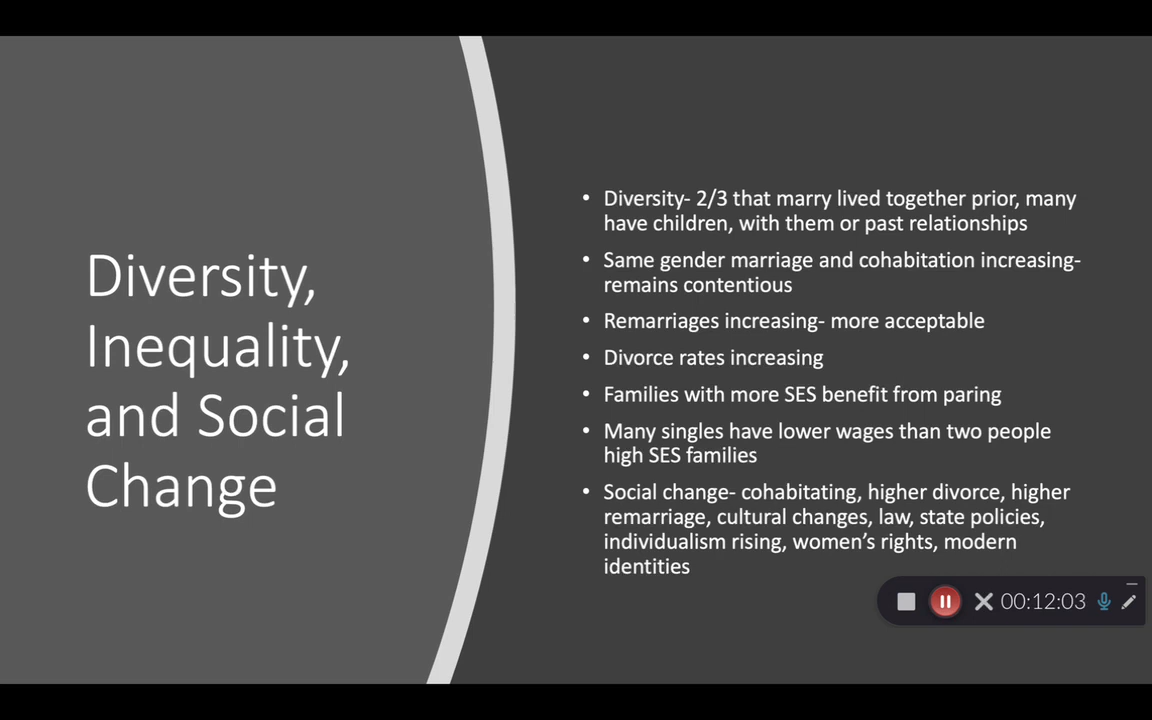 Diversity,
Inequality,
and Social
Change
• Diversity- 2/3 that marry lived together prior, many
have children, with them or past relationships
• Same gender marriage and cohabitation increasing-
remains contentious
• Remarriages increasing- more acceptable
• Divorce rates increasing
• Families with more SES benefit from paring
• Many singles have lower wages than two people
high SES families
• Social change- cohabitating, higher divorce, higher
remarriage, cultural changes, law, state policies,
individualism rising, women’s rights, modern
identities
00:12:03